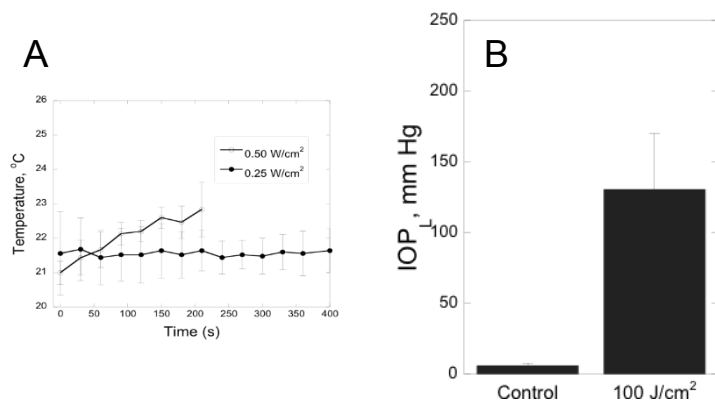 A
26
25
24
23
22
21
20
Temperature, °C
0.50 W/cm²
0.25 W/cm²
0 50 100 150 200 250 300 350 400
Time (s)
B
250
200
150
100
50
0
IOP_L, mm Hg
Control 100 J/cm²